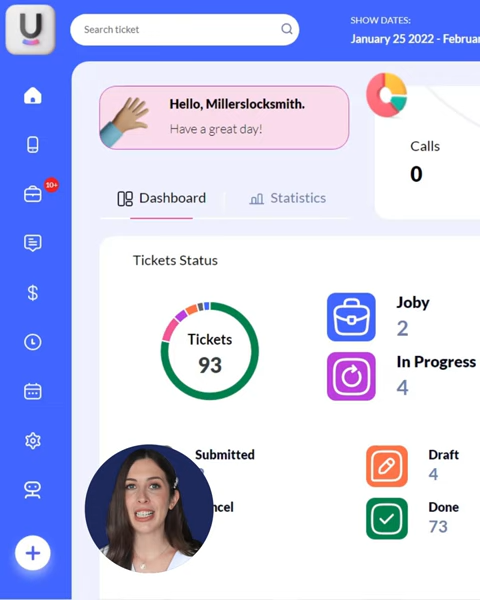 U
Search ticket
SHOW DATES:
January 25 2022 - Februar
Hello, Millerslocksmith.
Have a great day!
Calls
0
10+
Dashboard
Statistics
Tickets Status
Tickets
93
Joby
2
In Progress
4
Submitted
Draft
4
ncel
Done
73